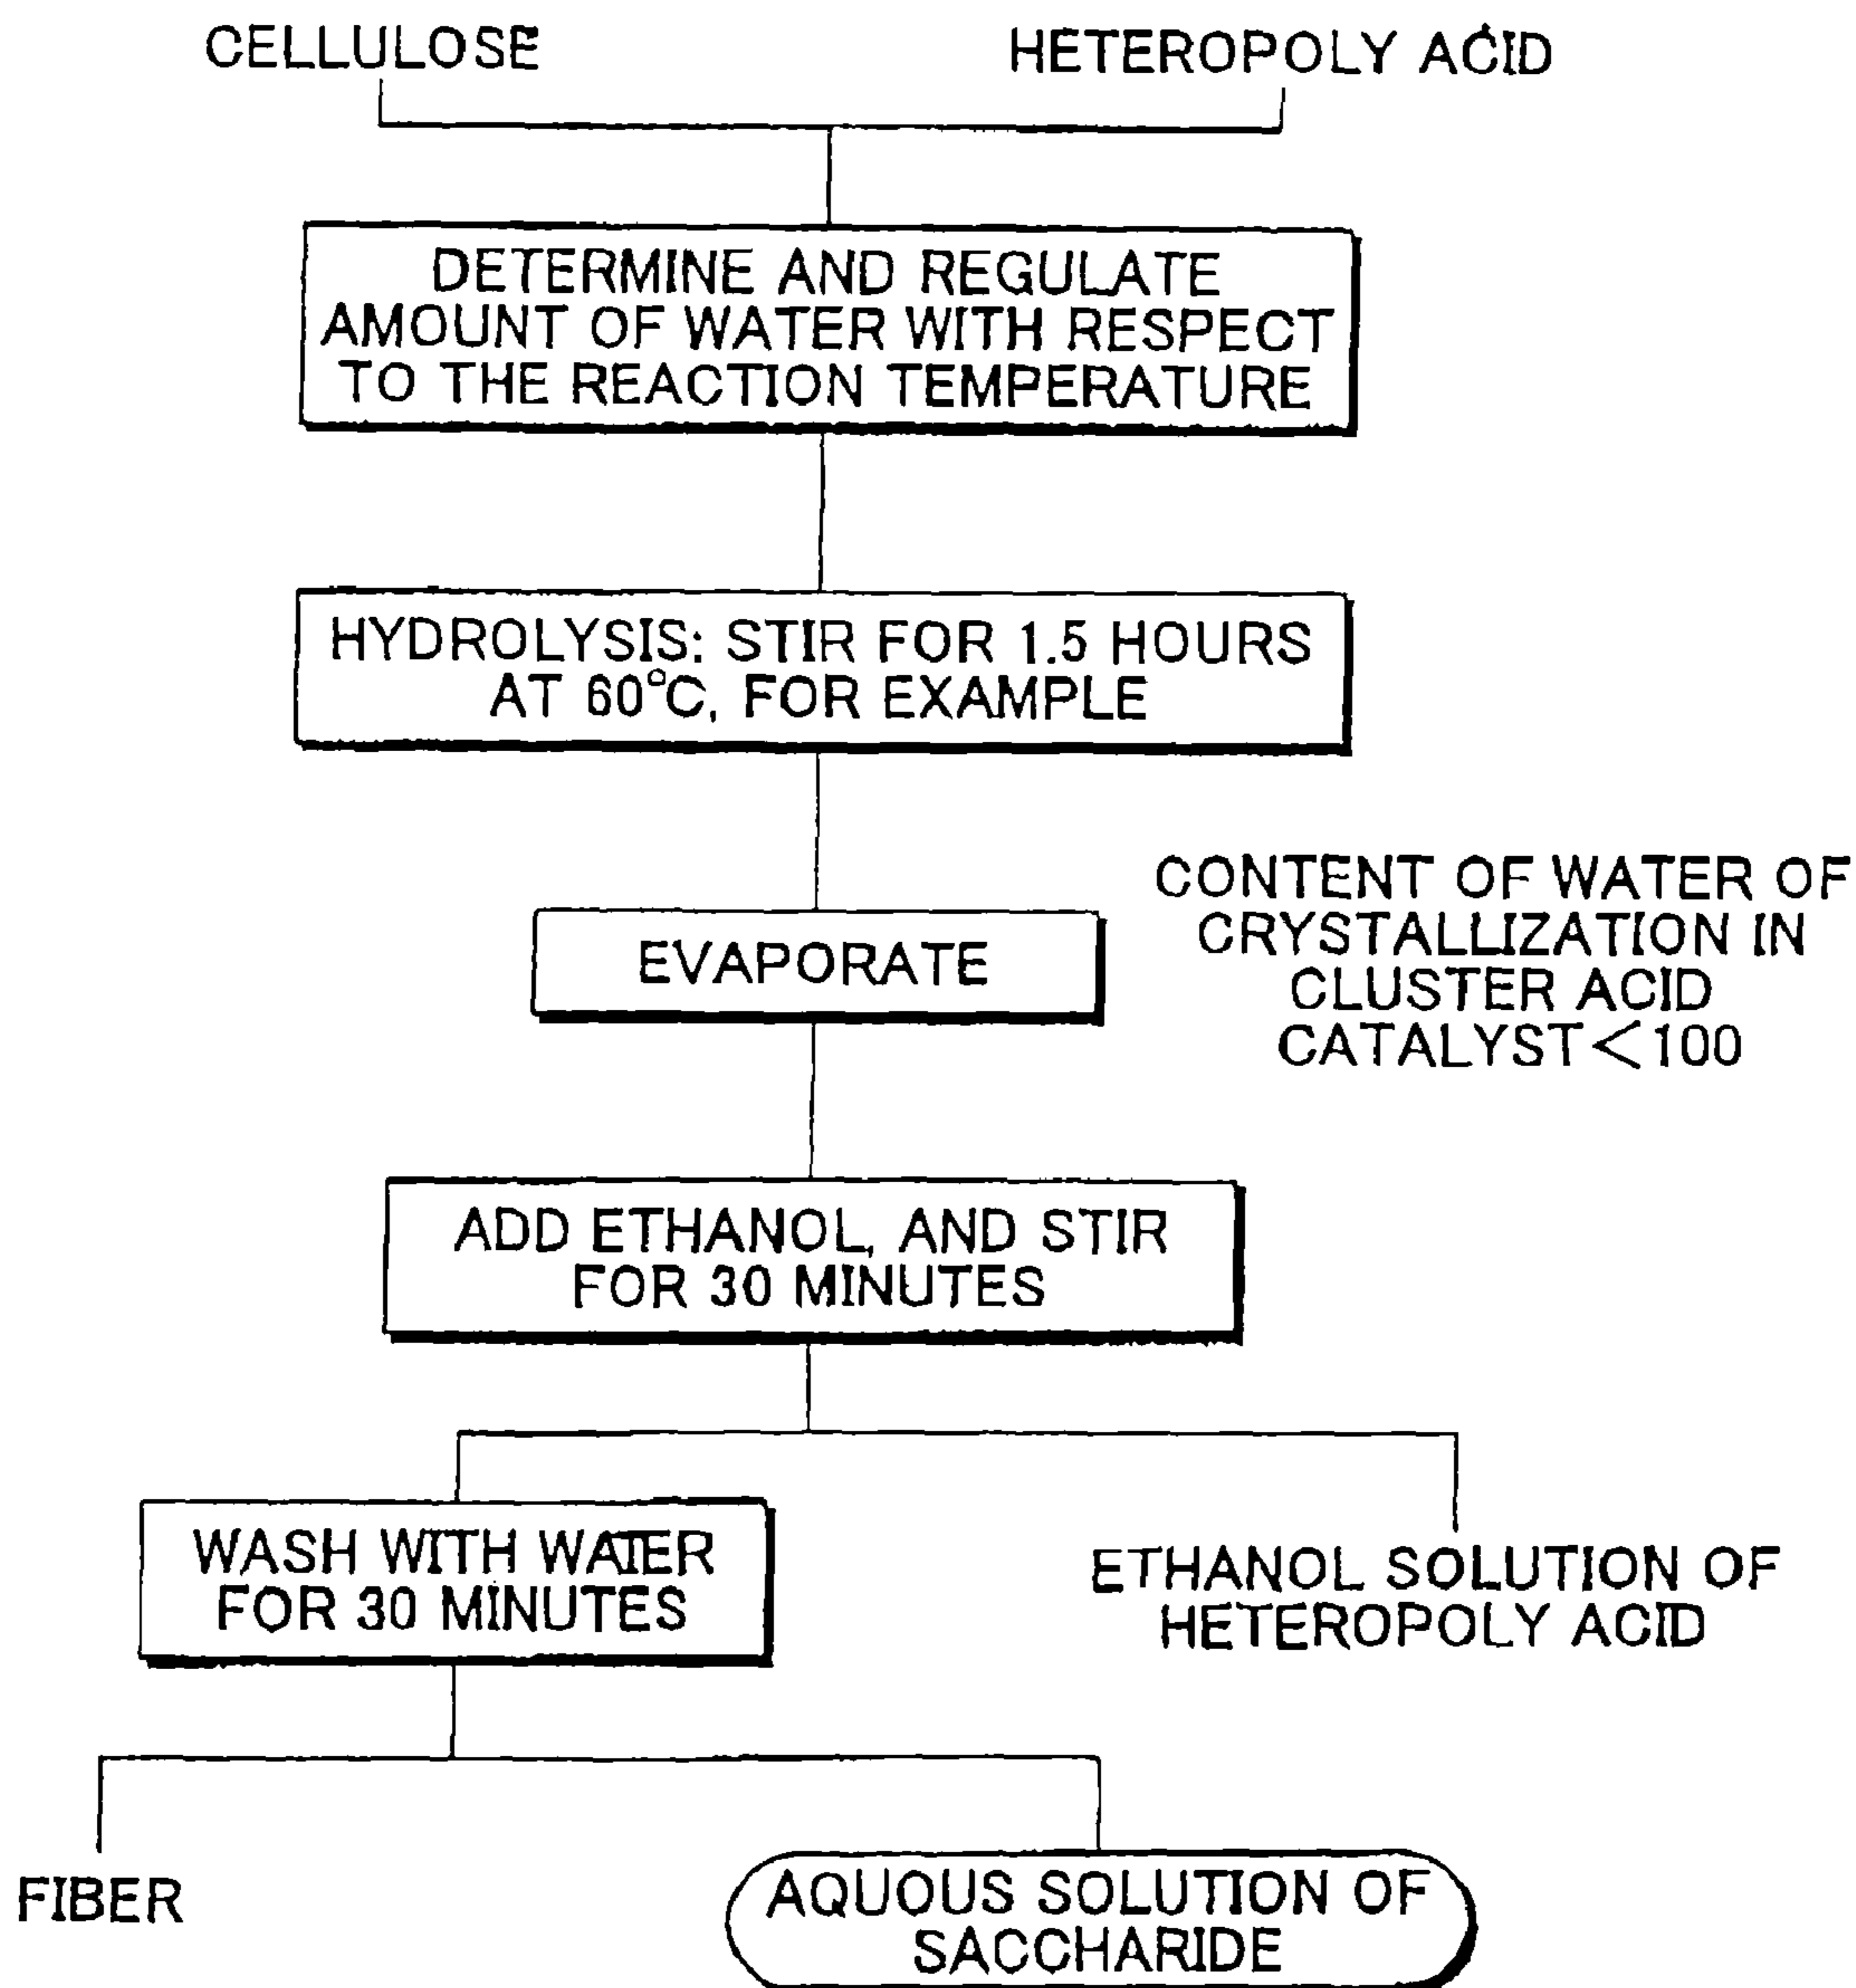 CELLULOSE
HETEROPOLY ACID
DETERMINE AND REGULATE
AMOUNT OF WATER WITH RESPECT
TO THE REACTION TEMPERATURE
HYDROLYSIS: STIR FOR 1.5 HOURS
AT 60°C, FOR EXAMPLE
EVAPORATE
CONTENT OF WATER OF
CRYSTALLIZATION IN
CLUSTER ACID
CATALYST<100
ADD ETHANOL, AND STIR
FOR 30 MINUTES
WASH WITH WATER
FOR 30 MINUTES
ETHANOL SOLUTION OF
HETEROPOLY ACID
FIBER
AQUOUS SOLUTION OF
SACCHARIDE